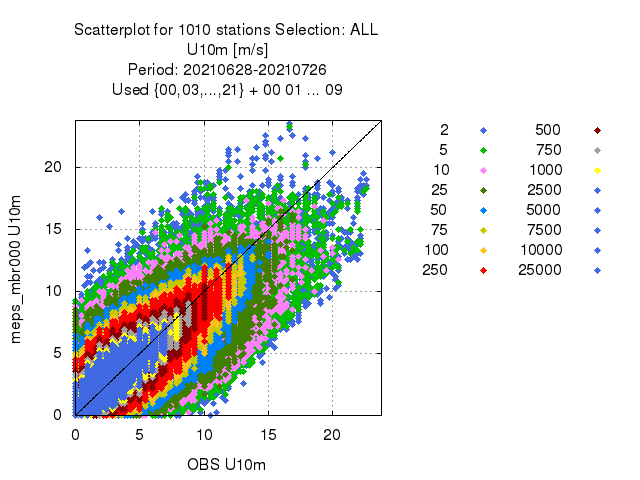 Scatterplot for 1010 stations Selection: ALL
U10m [m/s]
Period: 20210628-20210726
Used {00,03,...,21} + 00 01 ... 09
meps_mbr000 U10m
20
15
10
5
0
0 5 10 15 20
OBS U10m
2 500
5 750
10 1000
25 2500
50 5000
75 7500
100 10000
250 25000